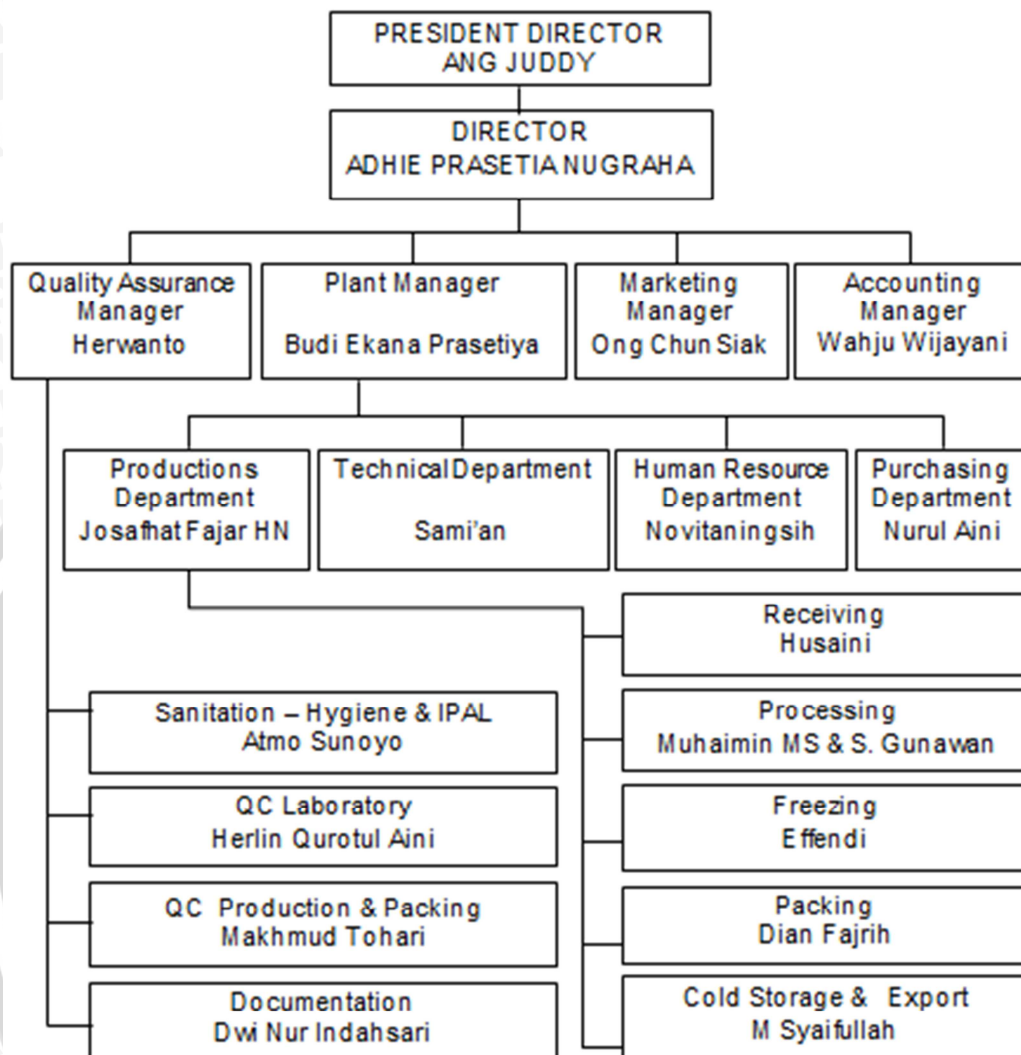 PRESIDENT DIRECTOR
ANG JUDDY
DIRECTOR
ADHIE PRASETIA NUGRAHA
Quality Assurance
Manager
Herwanto
Plant Manager
Budi Ekana Prasetiya
Marketing
Manager
Ong Chun Siak
Accounting
Manager
Wahju Wijayani
Productions
Department
Josafhat Fajar HN
Technical Department
Sami'an
Human Resource
Department
Novitaningsih
Purchasing
Department
Nurul Aini
Receiving
Husaini
Processing
Muhaimin MS & S. Gunawan
Freezing
Effendi
Packing
Dian Fajrih
Cold Storage & Export
M Syaifullah
Sanitation – Hygiene & IPAL
Atmo Sunoyo
QC Laboratory
Herlin Qurotul Aini
QC Production & Packing
Makhmud Tohari
Documentation
Dwi Nur Indahsari